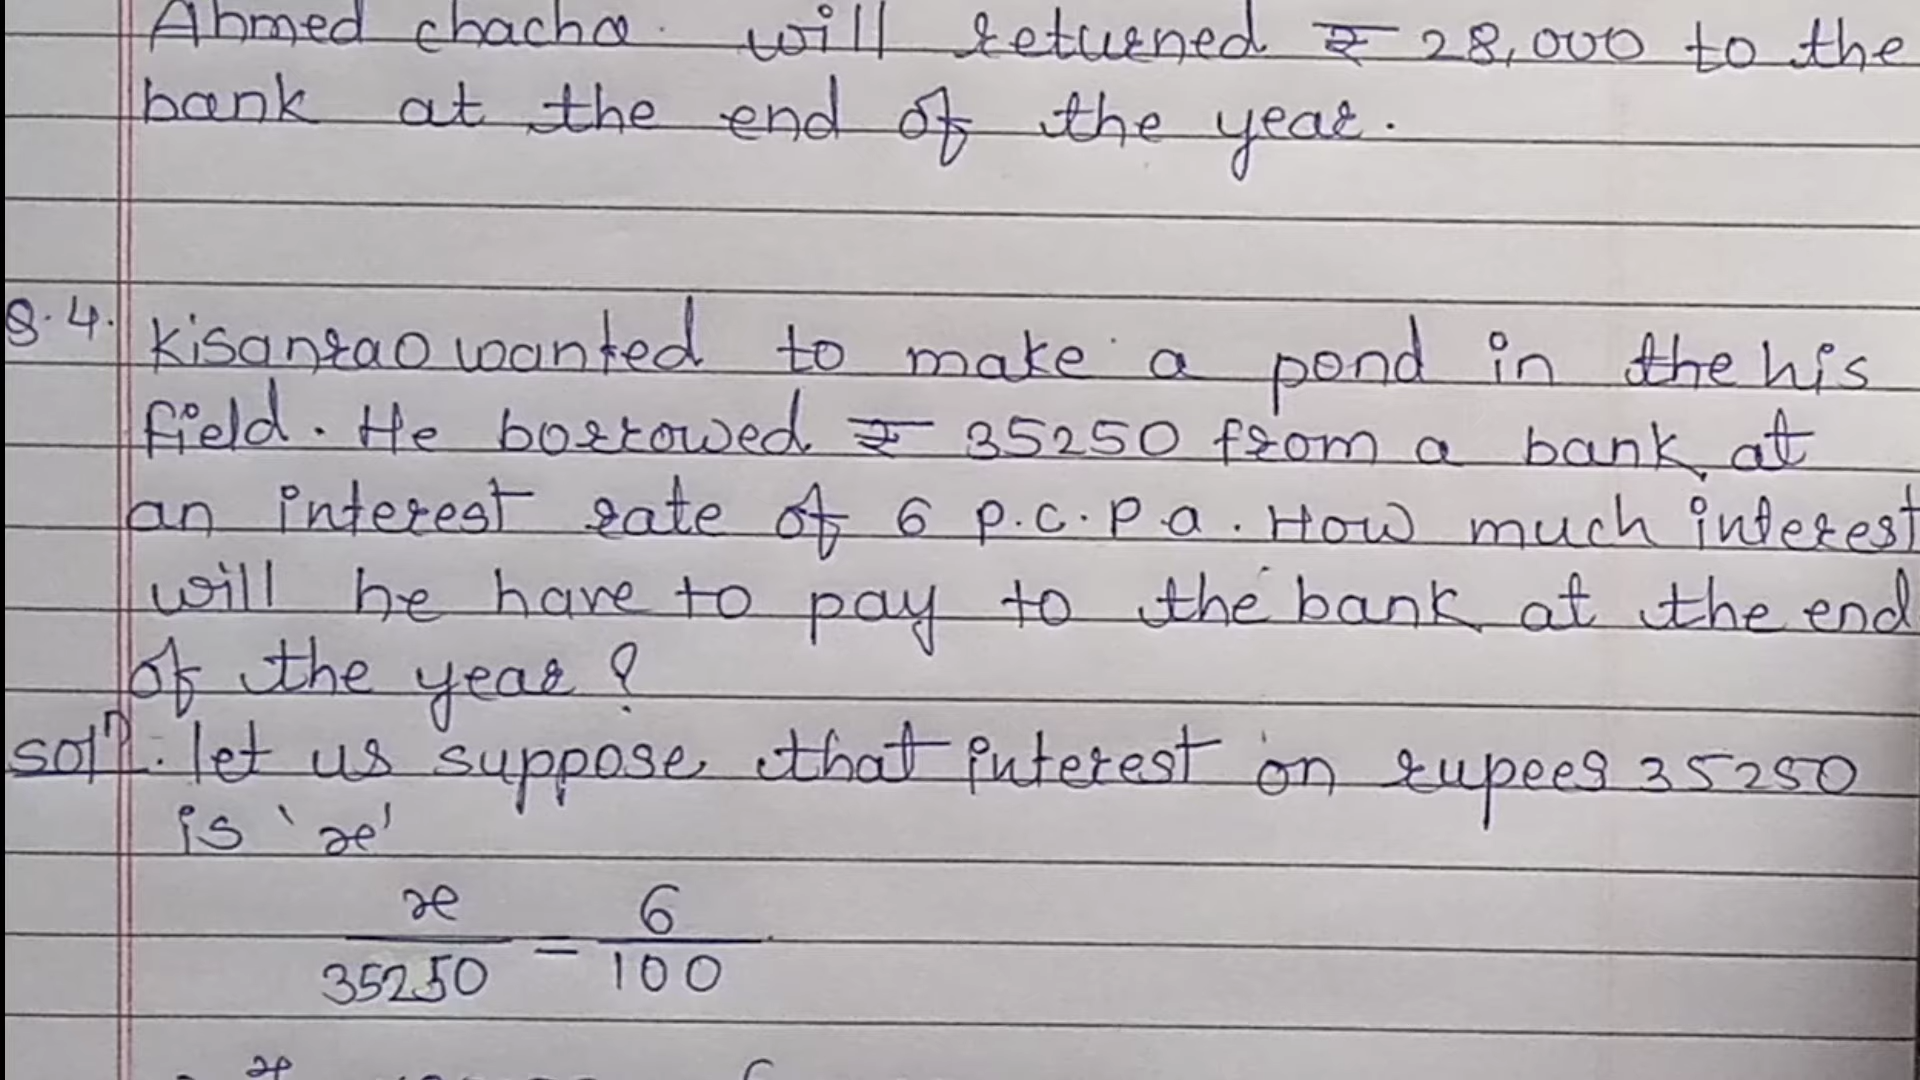 Ahmed chacha will returned ₹ 28,000 to the
bank at the end of the year.
Q.4. Kisanrao wanted to make a pond in the his
field. He borrowed ₹ 35250 from a bank at
an interest rate of 6 p.c.p.a. How much interest
will he have to pay to the bank at the end
of the year?
solⁿ. let us suppose that interest on rupees 35250
is 'x'
x 6
— = —
35250 100